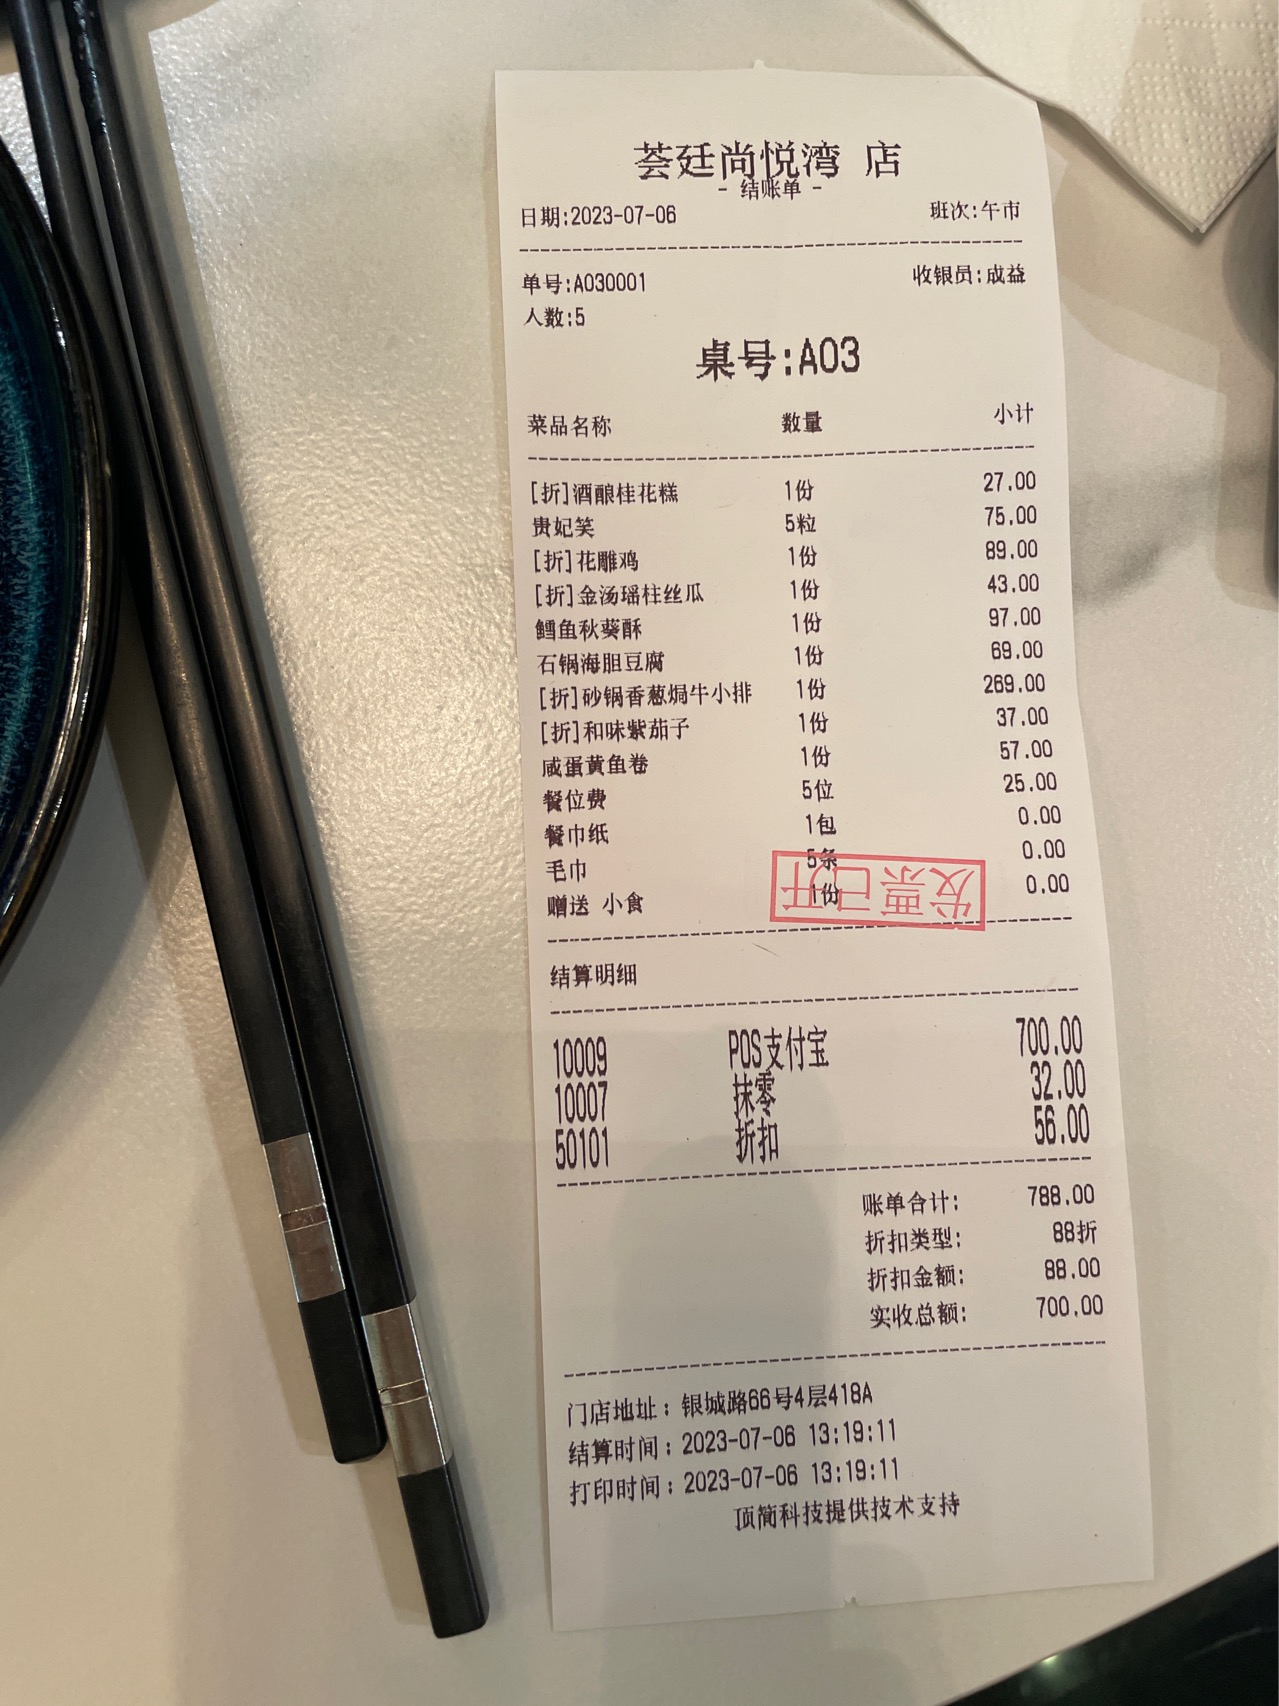 荟廷尚悦湾 店
- 结账单 -
日期:2023-07-06 班次:午市
单号:A030001 收银员:成益
人数:5
桌号:A03
菜品名称 数量 小计
[折]酒酿桂花糕 1份 27.00
贵妃笑 5粒 75.00
[折]花雕鸡 1份 89.00
[折]金汤瑶柱丝瓜 1份 43.00
鳕鱼秋葵酥 1份 97.00
石锅海胆豆腐 1份 69.00
[折]砂锅香葱焗牛小排 1份 269.00
[折]和味紫茄子 1份 37.00
咸蛋黄鱼卷 1份 57.00
餐位费 5位 25.00
餐巾纸 1包 0.00
毛巾 5条 0.00
赠送 小食 1份 0.00
发票已开
结算明细
10009 POS支付宝 700.00
10007 抹零 32.00
50101 折扣 56.00
账单合计: 788.00
折扣类型: 88折
折扣金额: 88.00
实收总额: 700.00
门店地址：银城路66号4层418A
结算时间：2023-07-06 13:19:11
打印时间：2023-07-06 13:19:11
顶简科技提供技术支持